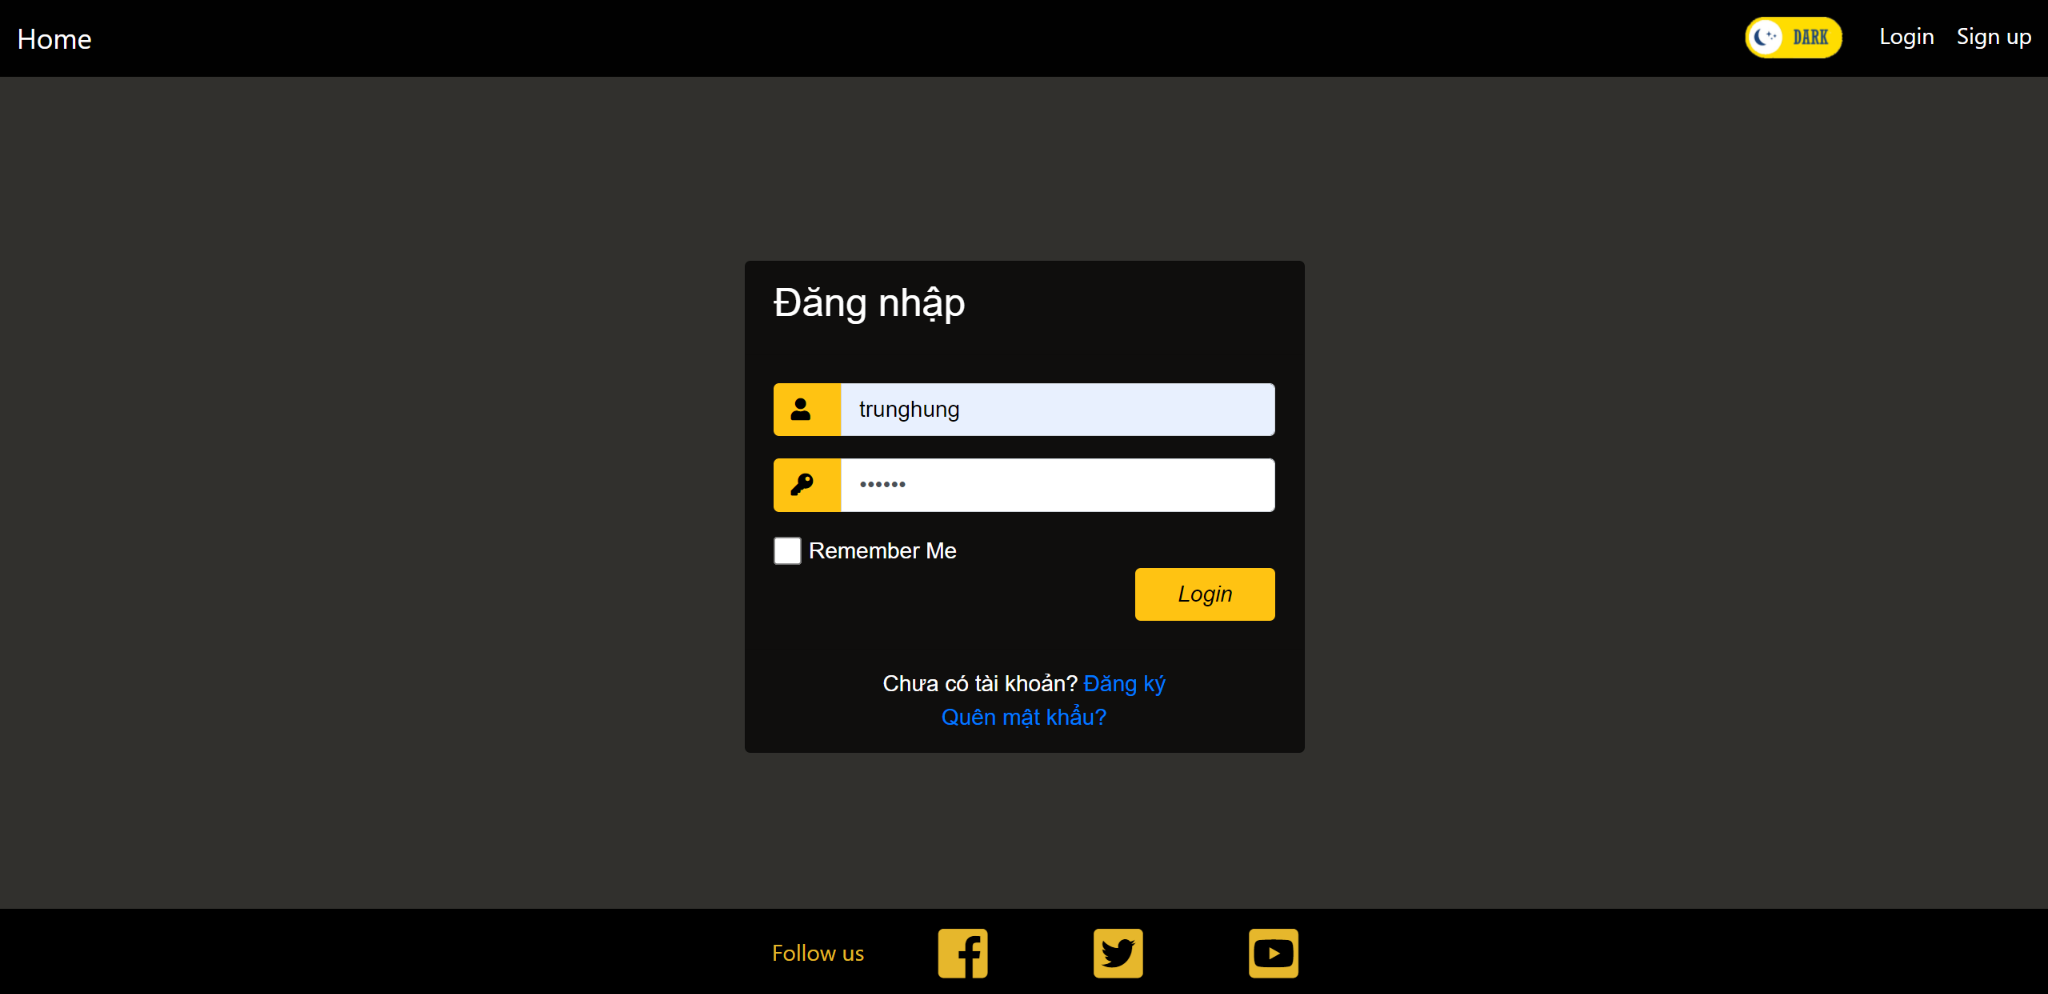 Home
DARK
Login
Sign up
Đăng nhập
trunghung
••••••
Remember Me
Login
Chưa có tài khoản? Đăng ký
Quên mật khẩu?
Follow us